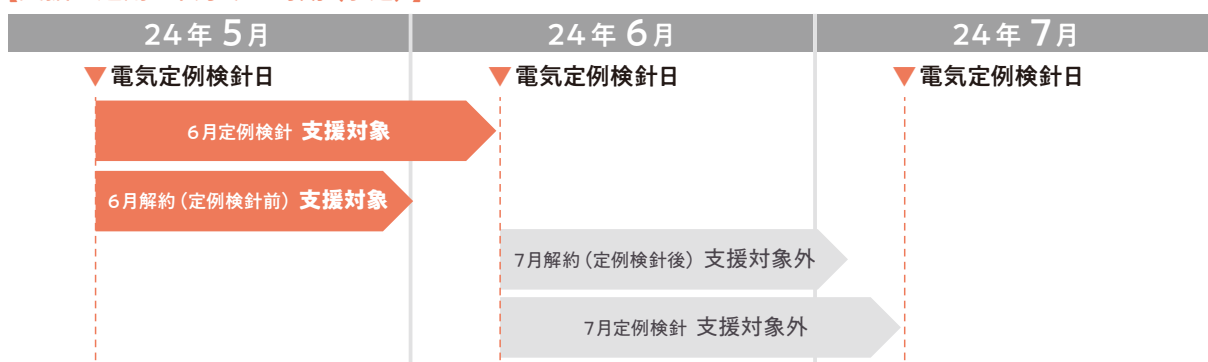 24年 5月
24年 6月
24年 7月
▼電気定例検針日
▼電気定例検針日
▼電気定例検針日
6月定例検針 支援対象
6月解約(定例検針前) 支援対象
7月解約(定例検針後) 支援対象外
7月定例検針 支援対象外